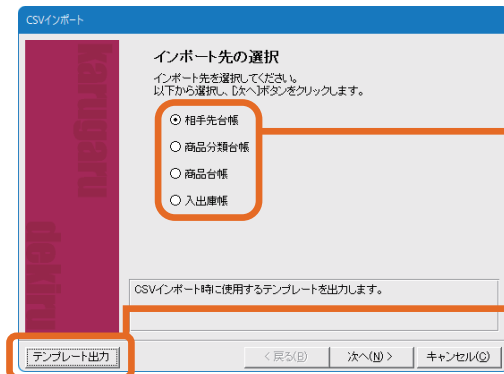 CSVインポート
karugaru
dekiru
インポート先の選択
インポート先を選択してください。
以下から選択し、[次へ]ボタンをクリックします。
相手先台帳
商品分類台帳
商品台帳
入出庫帳
CSVインポート時に使用するテンプレートを出力します。
テンプレート出力
< 戻る(B)
次へ(N) >
キャンセル(C)